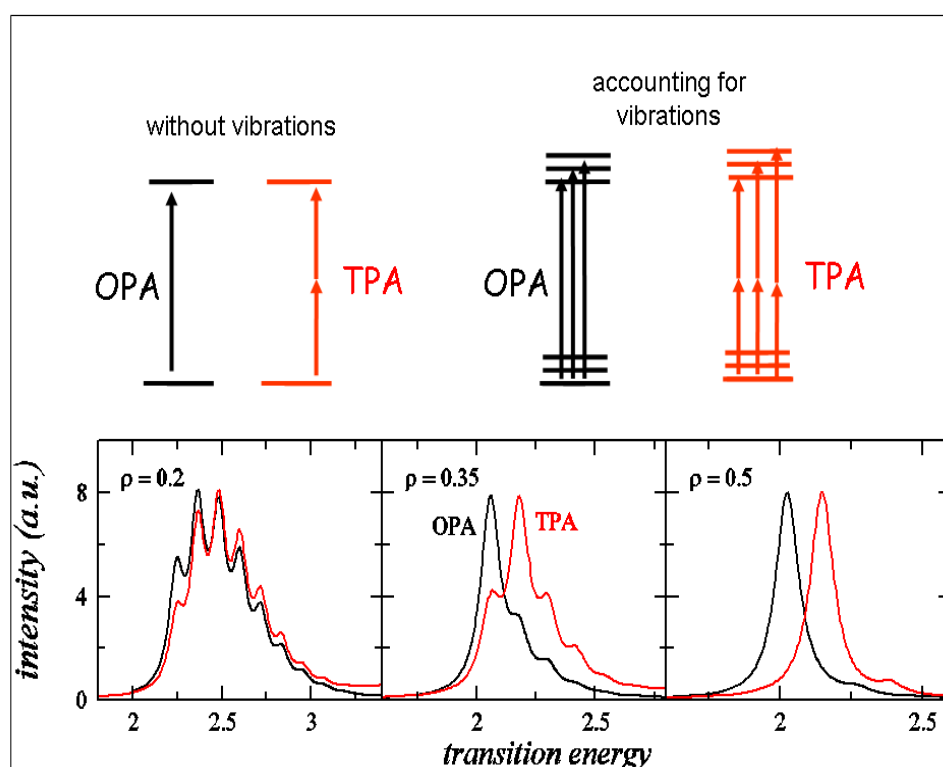 without vibrations
accounting for
vibrations
OPA
TPA
OPA
TPA
intensity (a.u.)
8
4
0
ρ = 0.2
ρ = 0.35
OPA
TPA
ρ = 0.5
2
2.5
3
2
2.5
2
2.5
transition energy